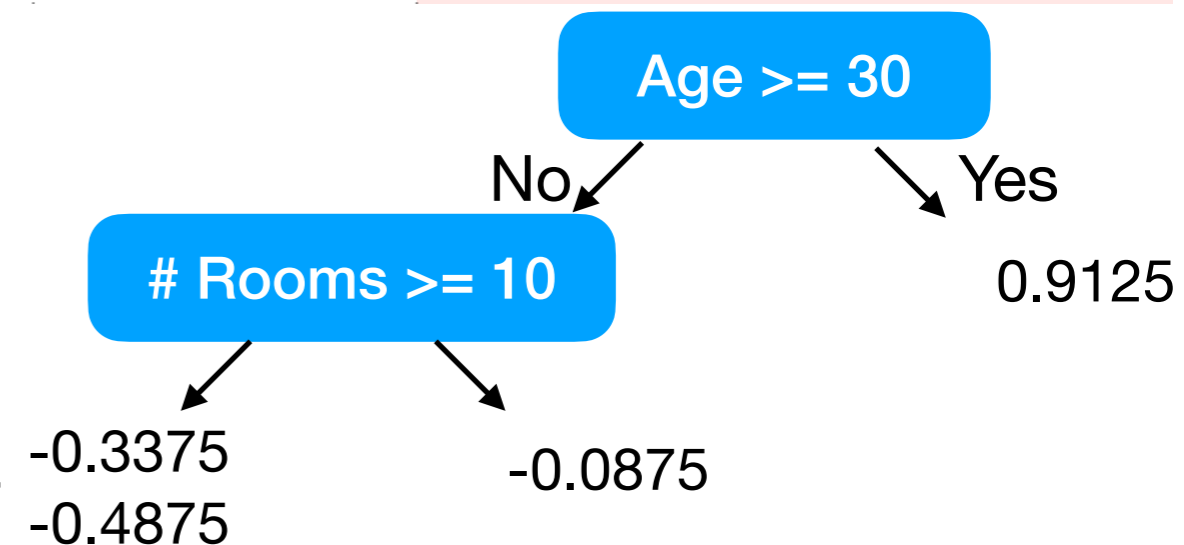 Age >= 30
No
Yes
# Rooms >= 10
0.9125
-0.3375
-0.4875
-0.0875